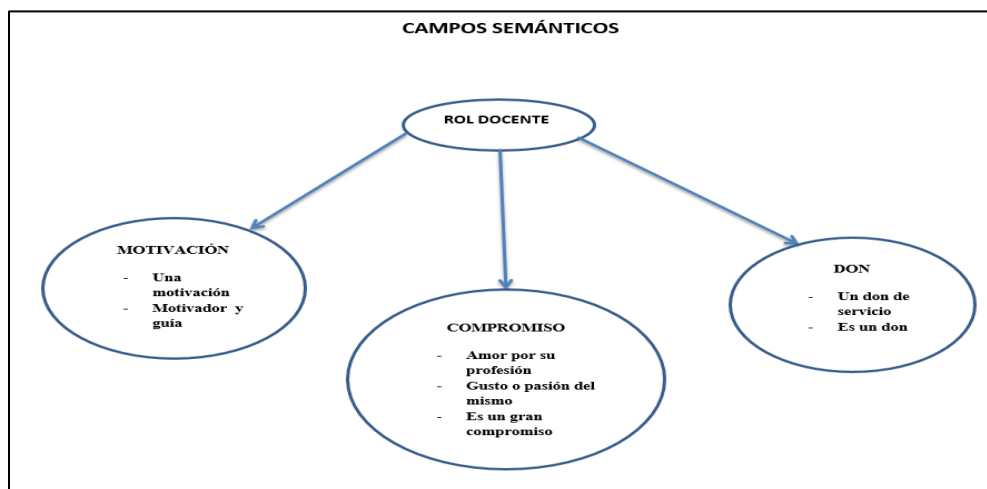 CAMPOS SEMÁNTICOS
ROL DOCENTE
MOTIVACIÓN
- Una
motivación
- Motivador y
guía
COMPROMISO
- Amor por su
profesión
- Gusto o pasión del
mismo
- Es un gran
compromiso
DON
- Un don de
servicio
- Es un don